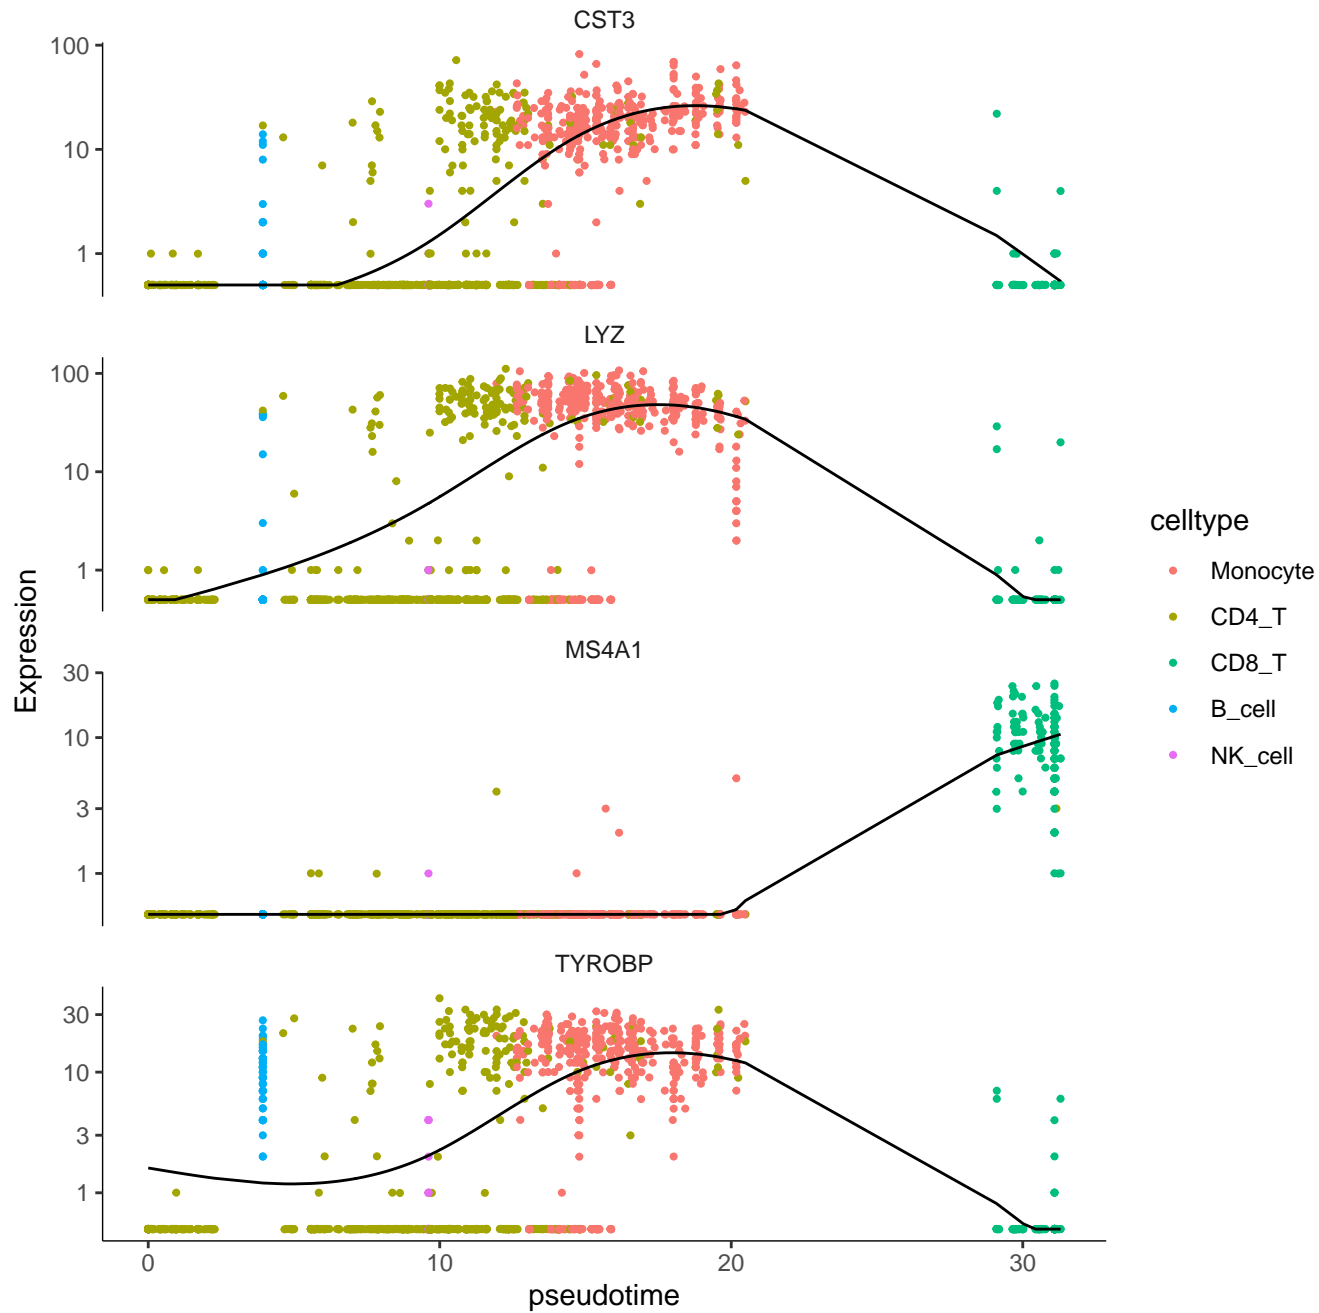 CST3
100
10
1
LYZ
100
10
1
MS4A1
30
10
3
1
TYROBP
30
10
3
1
0 10 20 30
pseudotime
Expression
celltype
Monocyte
CD4_T
CD8_T
B_cell
NK_cell